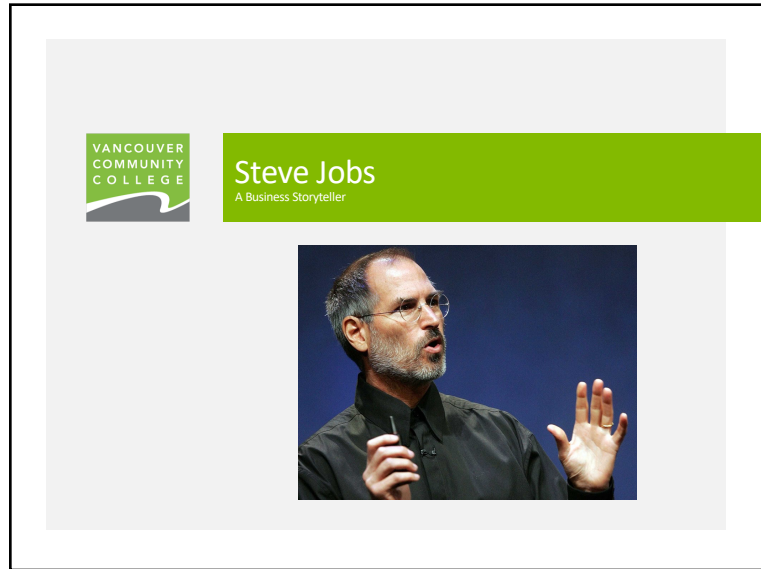 VANCOUVER
COMMUNITY
COLLEGE
Steve Jobs
A Business Storyteller